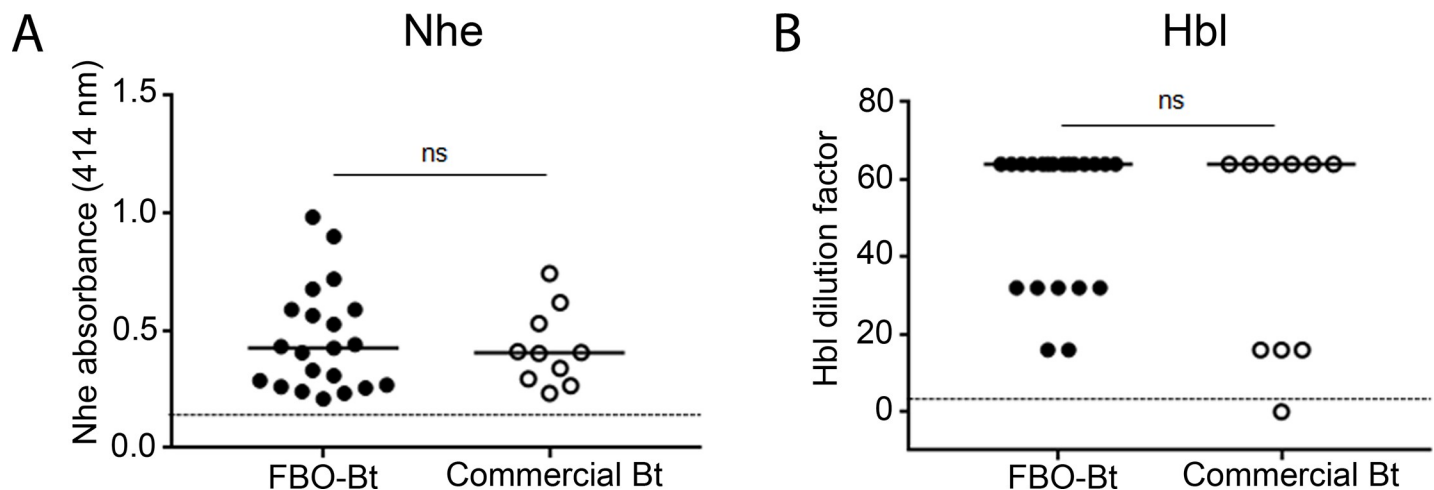 A
Nhe
Nhe absorbance (414 nm)
1.5
1.0
0.5
0.0
ns
FBO-Bt
Commercial Bt
B
Hbl
Hbl dilution factor
80
60
40
20
0
ns
FBO-Bt
Commercial Bt